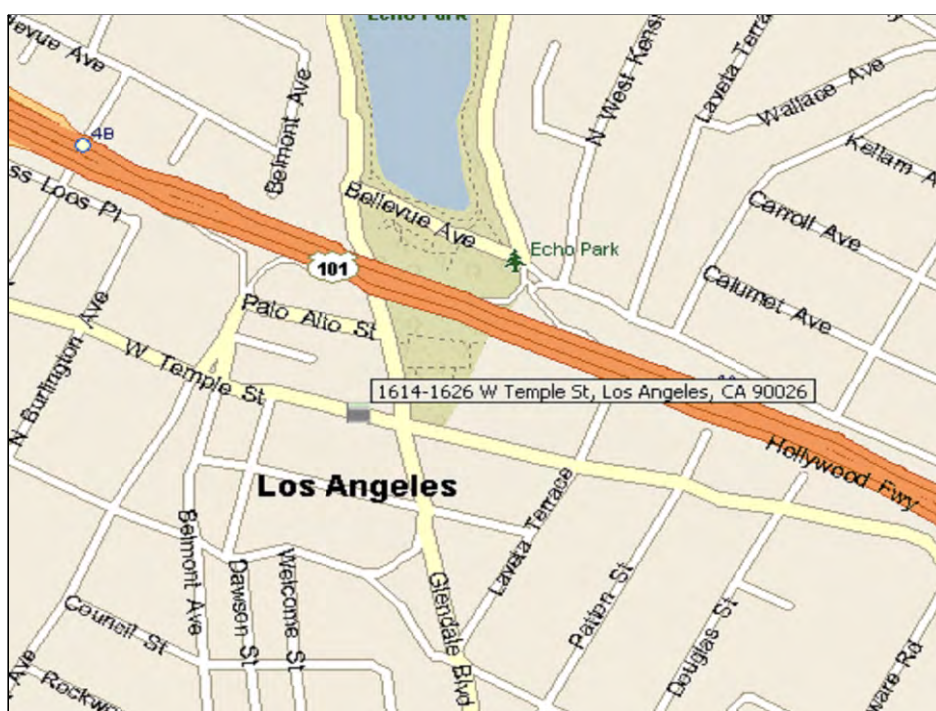 Echo Park
Bellevue Ave
Belmont Ave
N West Kens
Laveta Terra
Wallace Ave
Kellam A
Carroll Ave
Calumet Ave
4B
ss Loos Pl
101
Bellevue Ave
Echo Park
Palo Alto St
W Temple St
N Burlington Ave
1614-1626 W Temple St, Los Angeles, CA 90026
Hollywood Fwy
Los Angeles
Belmont Ave
Dawson St
Welcome St
Glendale Blvd
Laveta Terrace
Patton St
Douglas St
ware Rd
Council St
Ave
Rockw